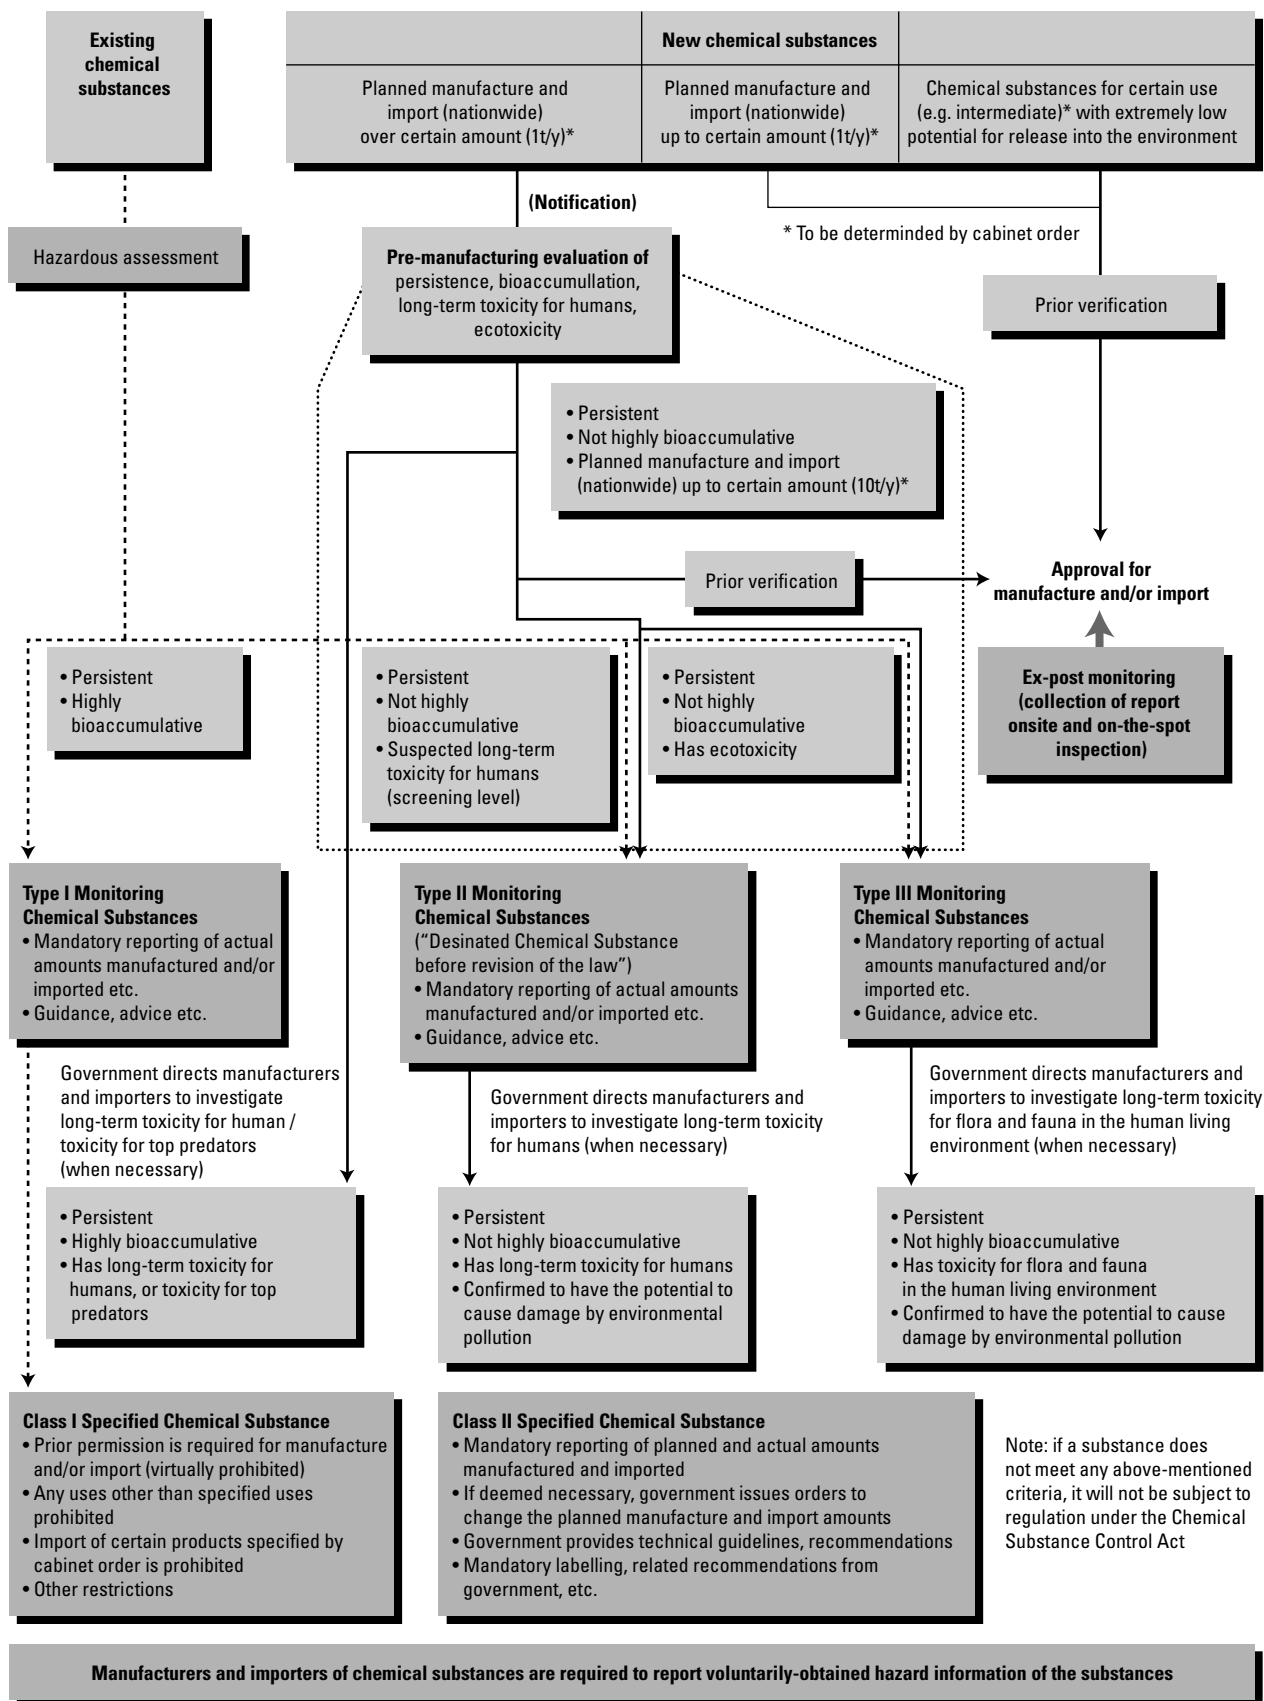 Existing
chemical
substances
New chemical substances
Planned manufacture and
import (nationwide)
over certain amount (1t/y)*
Planned manufacture and
import (nationwide)
up to certain amount (1t/y)*
Chemical substances for certain use
(e.g. intermediate)* with extremely low
potential for release into the environment
(Notification)
* To be determinded by cabinet order
Hazardous assessment
Pre-manufacturing evaluation of
persistence, bioaccumullation,
long-term toxicity for humans,
ecotoxicity
Prior verification
• Persistent
• Not highly bioaccumulative
• Planned manufacture and import
(nationwide) up to certain amount (10t/y)*
Prior verification
Approval for
manufacture and/or import
• Persistent
• Highly
bioaccumulative
• Persistent
• Not highly
bioaccumulative
• Suspected long-term
toxicity for humans
(screening level)
• Persistent
• Not highly
bioaccumulative
• Has ecotoxicity
Ex-post monitoring
(collection of report
onsite and on-the-spot
inspection)
Type I Monitoring
Chemical Substances
• Mandatory reporting of actual
amounts manufactured and/or
imported etc.
• Guidance, advice etc.
Type II Monitoring
Chemical Substances
(“Desinated Chemical Substance
before revision of the law”)
• Mandatory reporting of actual amounts
manufactured and/or imported etc.
• Guidance, advice etc.
Type III Monitoring
Chemical Substances
• Mandatory reporting of actual
amounts manufactured and/or
imported etc.
• Guidance, advice etc.
Government directs manufacturers
and importers to investigate
long-term toxicity for human /
toxicity for top predators
(when necessary)
Government directs manufacturers and
importers to investigate long-term toxicity
for humans (when necessary)
Government directs manufacturers and
importers to investigate long-term toxicity
for flora and fauna in the human living
environment (when necessary)
• Persistent
• Highly bioaccumulative
• Has long-term toxicity for
humans, or toxicity for top
predators
• Persistent
• Not highly bioaccumulative
• Has long-term toxicity for humans
• Confirmed to have the potential to
cause damage by environmental
pollution
• Persistent
• Not highly bioaccumulative
• Has toxicity for flora and fauna
in the human living environment
• Confirmed to have the potential to cause
damage by environmental pollution
Class I Specified Chemical Substance
• Prior permission is required for manufacture
and/or import (virtually prohibited)
• Any uses other than specified uses
prohibited
• Import of certain products specified by
cabinet order is prohibited
• Other restrictions
Class II Specified Chemical Substance
• Mandatory reporting of planned and actual amounts
manufactured and imported
• If deemed necessary, government issues orders to
change the planned manufacture and import amounts
• Government provides technical guidelines, recommendations
• Mandatory labelling, related recommendations from
government, etc.
Note: if a substance does
not meet any above-mentioned
criteria, it will not be subject to
regulation under the Chemical
Substance Control Act
Manufacturers and importers of chemical substances are required to report voluntarily-obtained hazard information of the substances